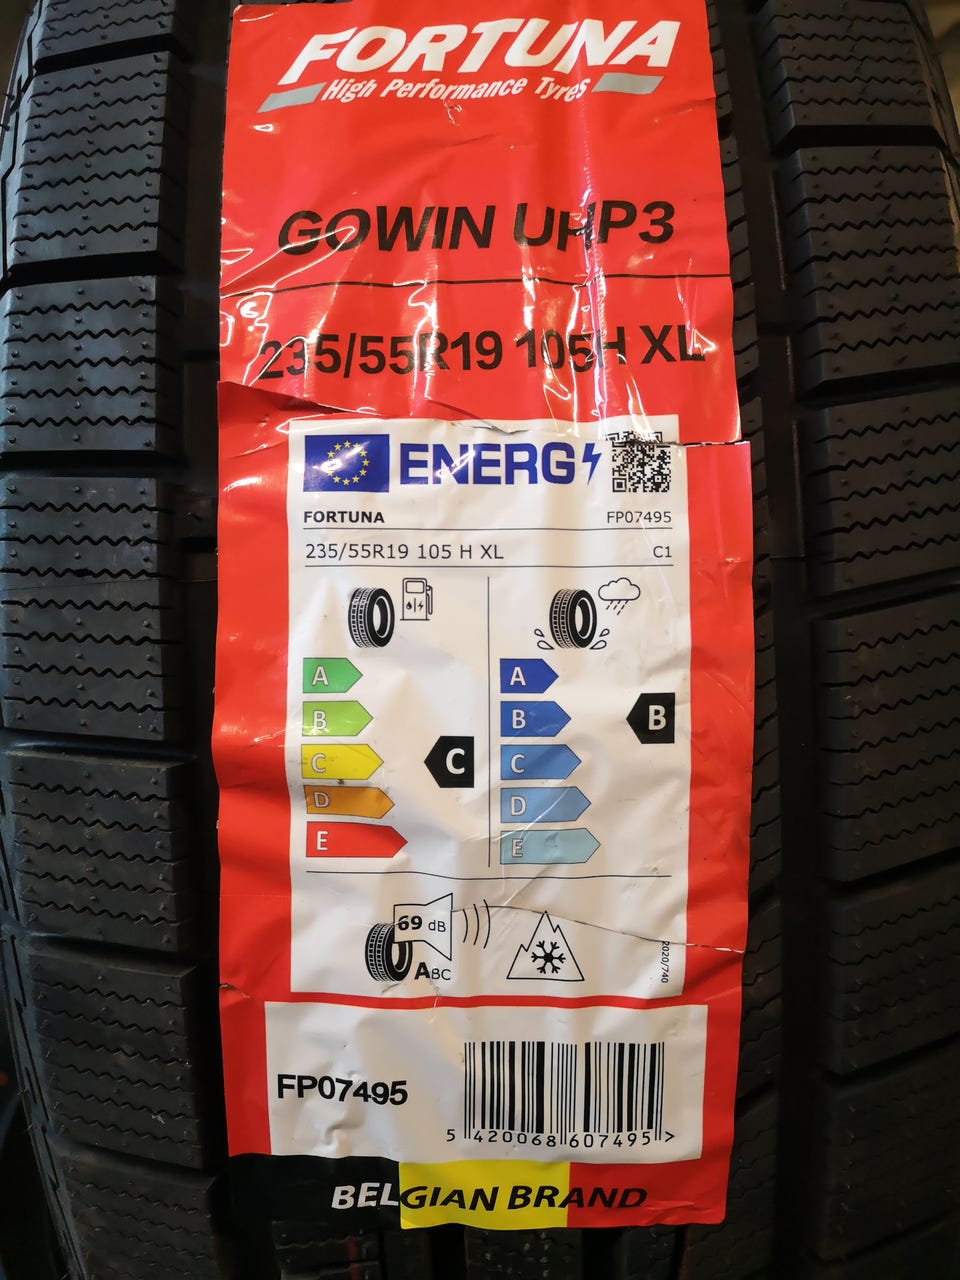 FORTUNA
High Performance Tyres
GOWIN UHP3
235/55R19 105H XL
ENERG
FORTUNA FP07495
235/55R19 105 H XL C1
A A
B B B
C C C
D D
E E
69 dB
ABC
2020/740
FP07495
5 420068 607495 >
BELGIAN BRAND